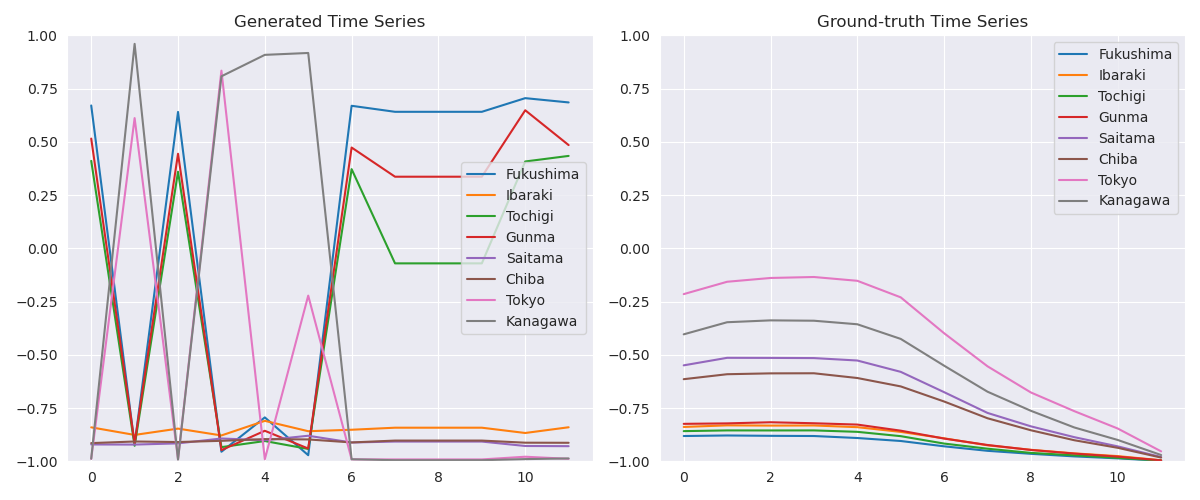 Generated Time Series
1.00
0.75
0.50
0.25
0.00
−0.25
−0.50
−0.75
−1.00
0 2 4 6 8 10
Fukushima
Ibaraki
Tochigi
Gunma
Saitama
Chiba
Tokyo
Kanagawa
Ground-truth Time Series
1.00
0.75
0.50
0.25
0.00
−0.25
−0.50
−0.75
−1.00
0 2 4 6 8 10
Fukushima
Ibaraki
Tochigi
Gunma
Saitama
Chiba
Tokyo
Kanagawa